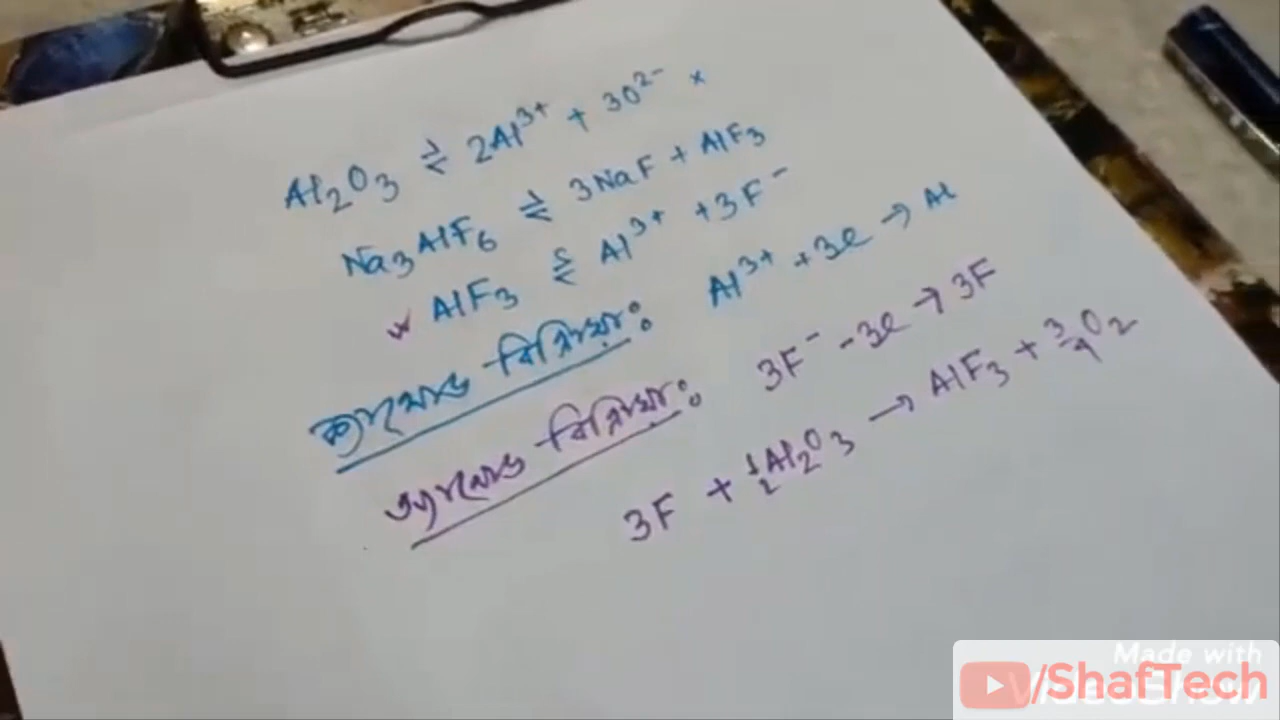 Al₂O₃ ⇌ 2Al³⁺ + 3O²⁻ ×
Na₃AlF₆ ⇌ 3NaF + AlF₃
AlF₃ ⇌ Al³⁺ + 3F⁻
ক্যাথোড বিক্রিয়া: Al³⁺ + 3e → Al
অ্যানোড বিক্রিয়া: 3F⁻ - 3e → 3F
3F + ½Al₂O₃ → AlF₃ + ¾O₂
Made with
VideoShow
/ShafTech